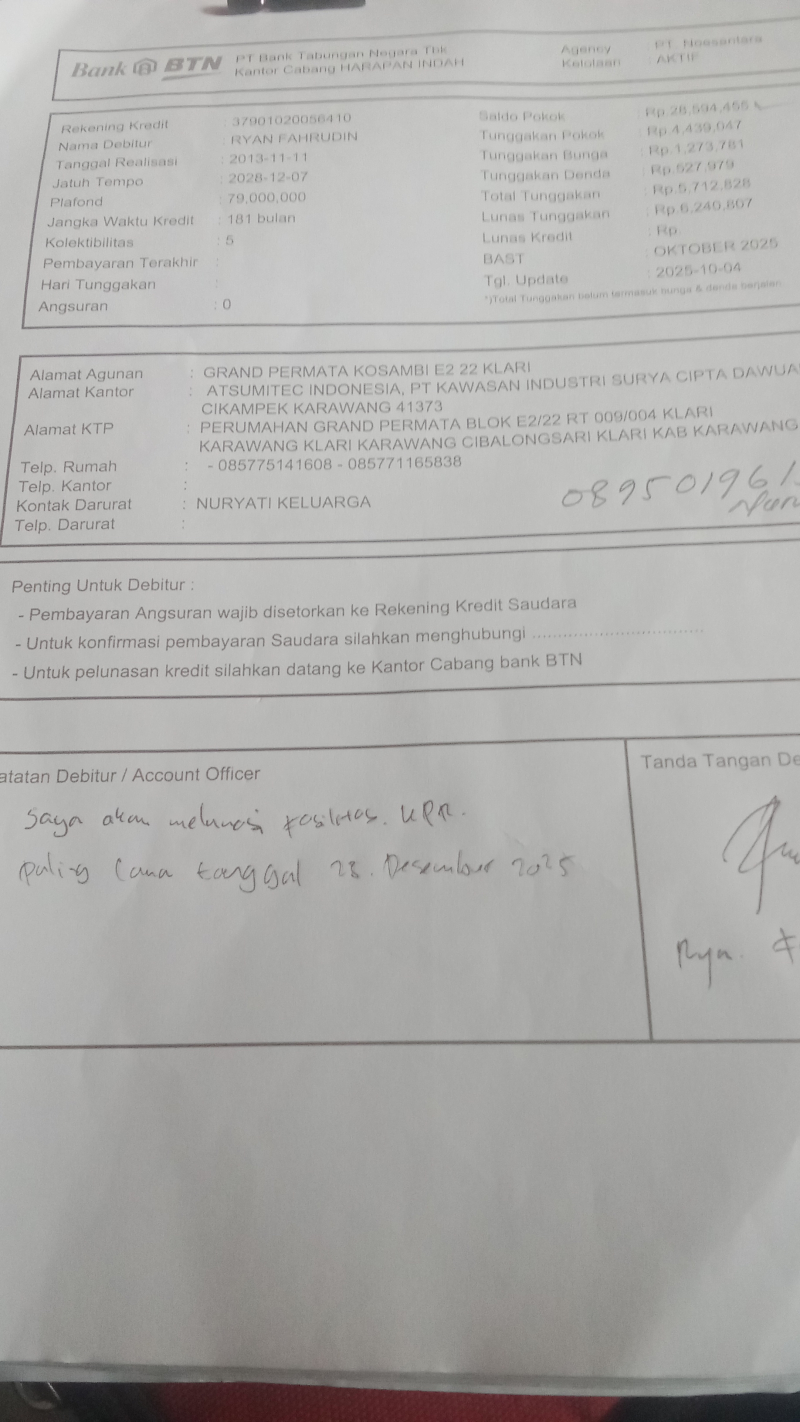 Bank BTN PT Bank Tabungan Negara Tbk Agency PT. Noesantara
Kantor Cabang HARAPAN INDAH Kelolaan : AKTIF
Rekening Kredit : 37901020056410 Saldo Pokok : Rp.28,594,455
Nama Debitur : RYAN FAHRUDIN Tunggakan Pokok : Rp.4,439,047
Tanggal Realisasi : 2013-11-11 Tunggakan Bunga : Rp.1,273,781
Jatuh Tempo : 2028-12-07 Tunggakan Denda : Rp.527,979
Plafond : 79,000,000 Total Tunggakan : Rp.5,712,828
Jangka Waktu Kredit : 181 bulan Lunas Tunggakan : Rp.6,240,807
Kolektibilitas : 5 Lunas Kredit : Rp.
Pembayaran Terakhir : BAST : OKTOBER 2025
Hari Tunggakan : Tgl. Update : 2025-10-04
Angsuran : 0 *)Total Tunggakan belum termasuk bunga & denda berjalan
Alamat Agunan : GRAND PERMATA KOSAMBI E2 22 KLARI
Alamat Kantor : ATSUMITEC INDONESIA, PT KAWASAN INDUSTRI SURYA CIPTA DAWUA
CIKAMPEK KARAWANG 41373
Alamat KTP : PERUMAHAN GRAND PERMATA BLOK E2/22 RT 009/004 KLARI
KARAWANG KLARI KARAWANG CIBALONGSARI KLARI KAB KARAWANG
Telp. Rumah : - 085775141608 - 085771165838
Telp. Kantor :
Kontak Darurat : NURYATI KELUARGA 089501961
Telp. Darurat :
Penting Untuk Debitur :
- Pembayaran Angsuran wajib disetorkan ke Rekening Kredit Saudara
- Untuk konfirmasi pembayaran Saudara silahkan menghubungi ................................
- Untuk pelunasan kredit silahkan datang ke Kantor Cabang bank BTN
atatan Debitur / Account Officer Tanda Tangan De
Saya akan melunasi fasilitas. KPR.
paling lama tanggal 28. Desember 2025
Ryan. F